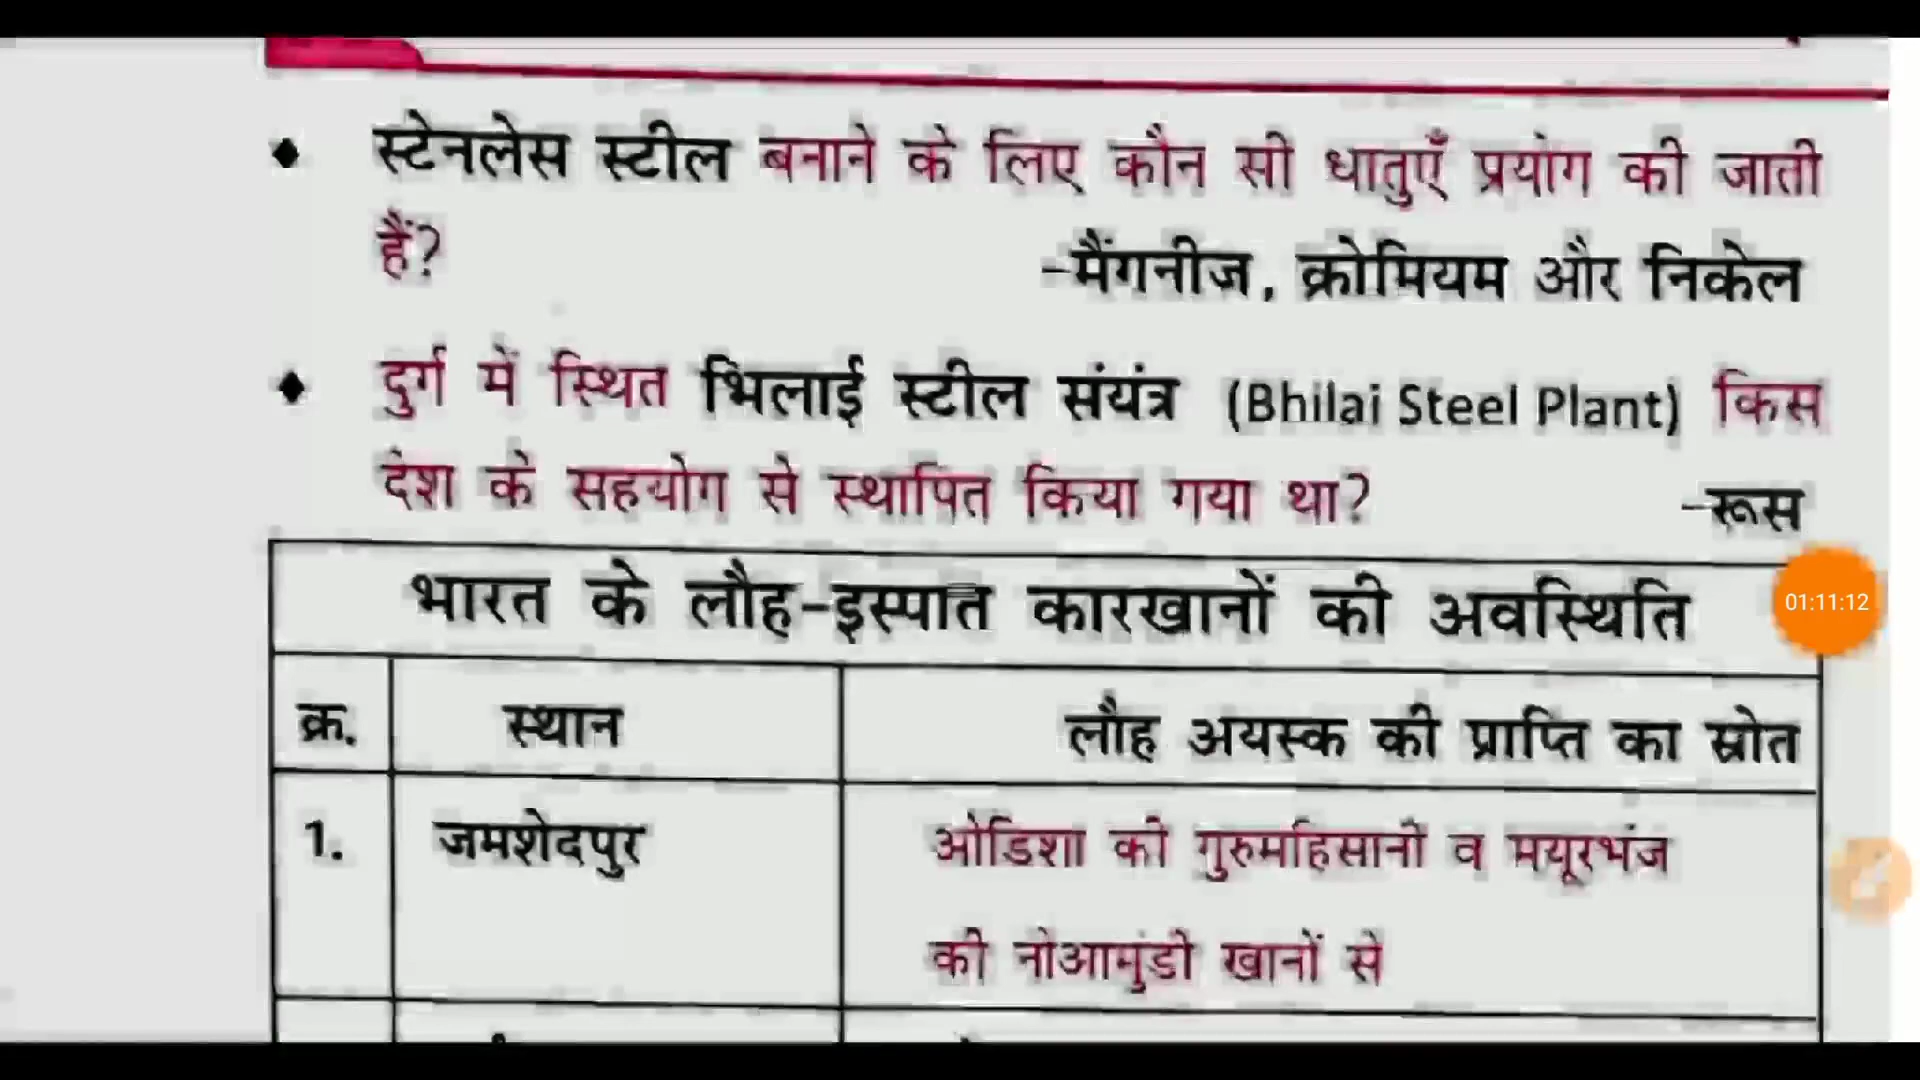 ♦ स्टेनलेस स्टील बनाने के लिए कौन सी धातुएँ प्रयोग की जाती
हैं? -मैंगनीज, क्रोमियम और निकेल
♦ दुर्ग में स्थित भिलाई स्टील संयंत्र (Bhilai Steel Plant) किस
देश के सहयोग से स्थापित किया गया था? -रूस
भारत के लौह-इस्पात कारखानों की अवस्थिति
01:11:12
क्र. स्थान लौह अयस्क की प्राप्ति का स्रोत
1. जमशेदपुर ओडिशा की गुरुमहिसानी व मयूरभंज
की नोआमुंडी खानों से